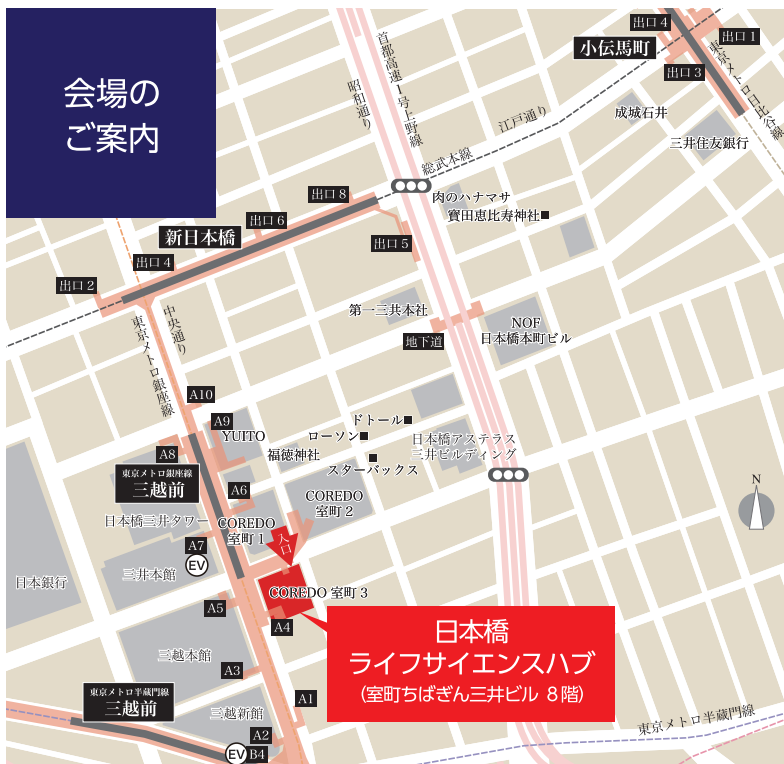 会場の
ご案内
出口 4
出口 1
小伝馬町
出口 3
東京メトロ日比谷線
首都高速1号上野線
昭和通り
江戸通り
成城石井
三井住友銀行
総武本線
出口 8
肉のハナマサ
寶田恵比寿神社
出口 6
新日本橋
出口 5
出口 4
出口 2
第一三共本社
中央通り
東京メトロ銀座線
NOF
日本橋本町ビル
地下道
A10
A9
YUITO
ドトール
ローソン
日本橋アステラス
三井ビルディング
A8
福徳神社
スターバックス
東京メトロ銀座線
三越前
A6
COREDO
室町 2
日本橋三井タワー
COREDO
室町 1
N
入口
A7
EV
三井本館
日本銀行
COREDO 室町 3
A5
A4
日本橋
ライフサイエンスハブ
(室町ちばぎん三井ビル 8階)
三越本館
A3
東京メトロ半蔵門線
三越前
A1
三越新館
東京メトロ半蔵門線
A2
EV
B4